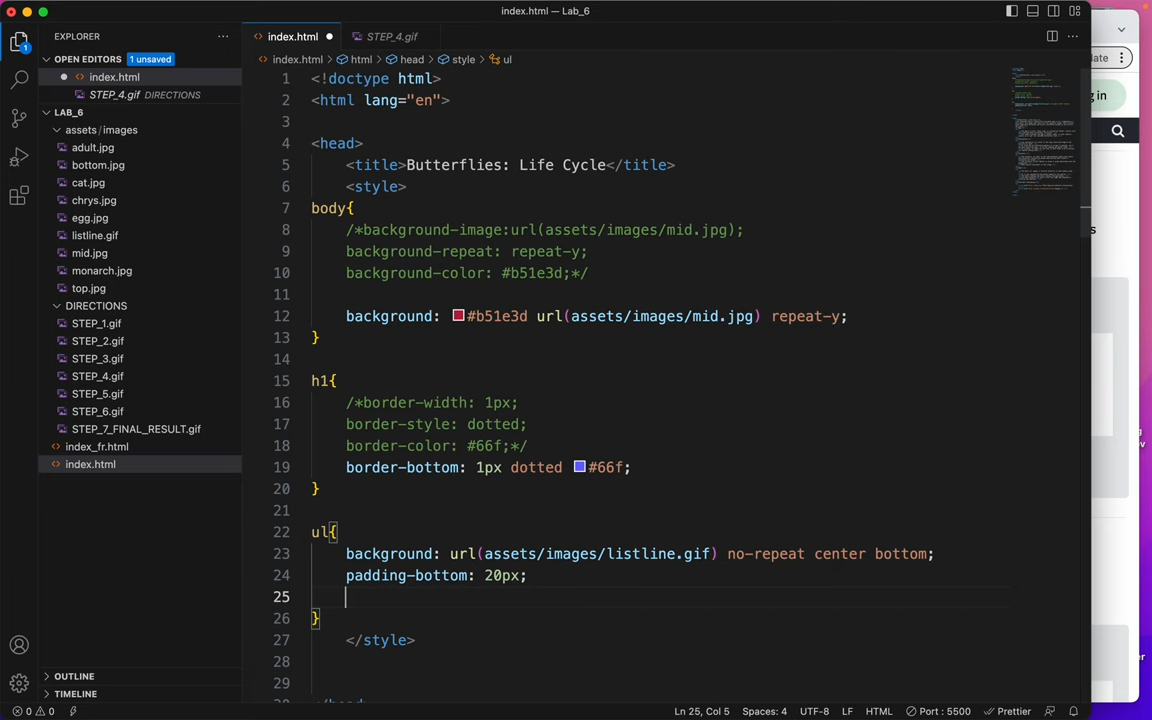 index.html — Lab_6
EXPLORER
OPEN EDITORS 1 unsaved
index.html
STEP_4.gif DIRECTIONS
LAB_6
assets/images
adult.jpg
bottom.jpg
cat.jpg
chrys.jpg
egg.jpg
listline.gif
mid.jpg
monarch.jpg
top.jpg
DIRECTIONS
STEP_1.gif
STEP_2.gif
STEP_3.gif
STEP_4.gif
STEP_5.gif
STEP_6.gif
STEP_7_FINAL_RESULT.gif
index_fr.html
index.html
OUTLINE
TIMELINE
1
index.html
STEP_4.gif
index.html > html > head > style > ul
1 <!doctype html>
2 <html lang="en">
3
4 <head>
5 <title>Butterflies: Life Cycle</title>
6 <style>
7 body{
8 /*background-image:url(assets/images/mid.jpg);
9 background-repeat: repeat-y;
10 background-color: #b51e3d;*/
11
12 background: #b51e3d url(assets/images/mid.jpg) repeat-y;
13 }
14
15 h1{
16 /*border-width: 1px;
17 border-style: dotted;
18 border-color: #66f;*/
19 border-bottom: 1px dotted #66f;
20 }
21
22 ul{
23 background: url(assets/images/listline.gif) no-repeat center bottom;
24 padding-bottom: 20px;
25
26 }
27 </style>
28
29
</head>
0 0
Ln 25, Col 5 Spaces: 4 UTF-8 LF HTML Port : 5500 Prettier